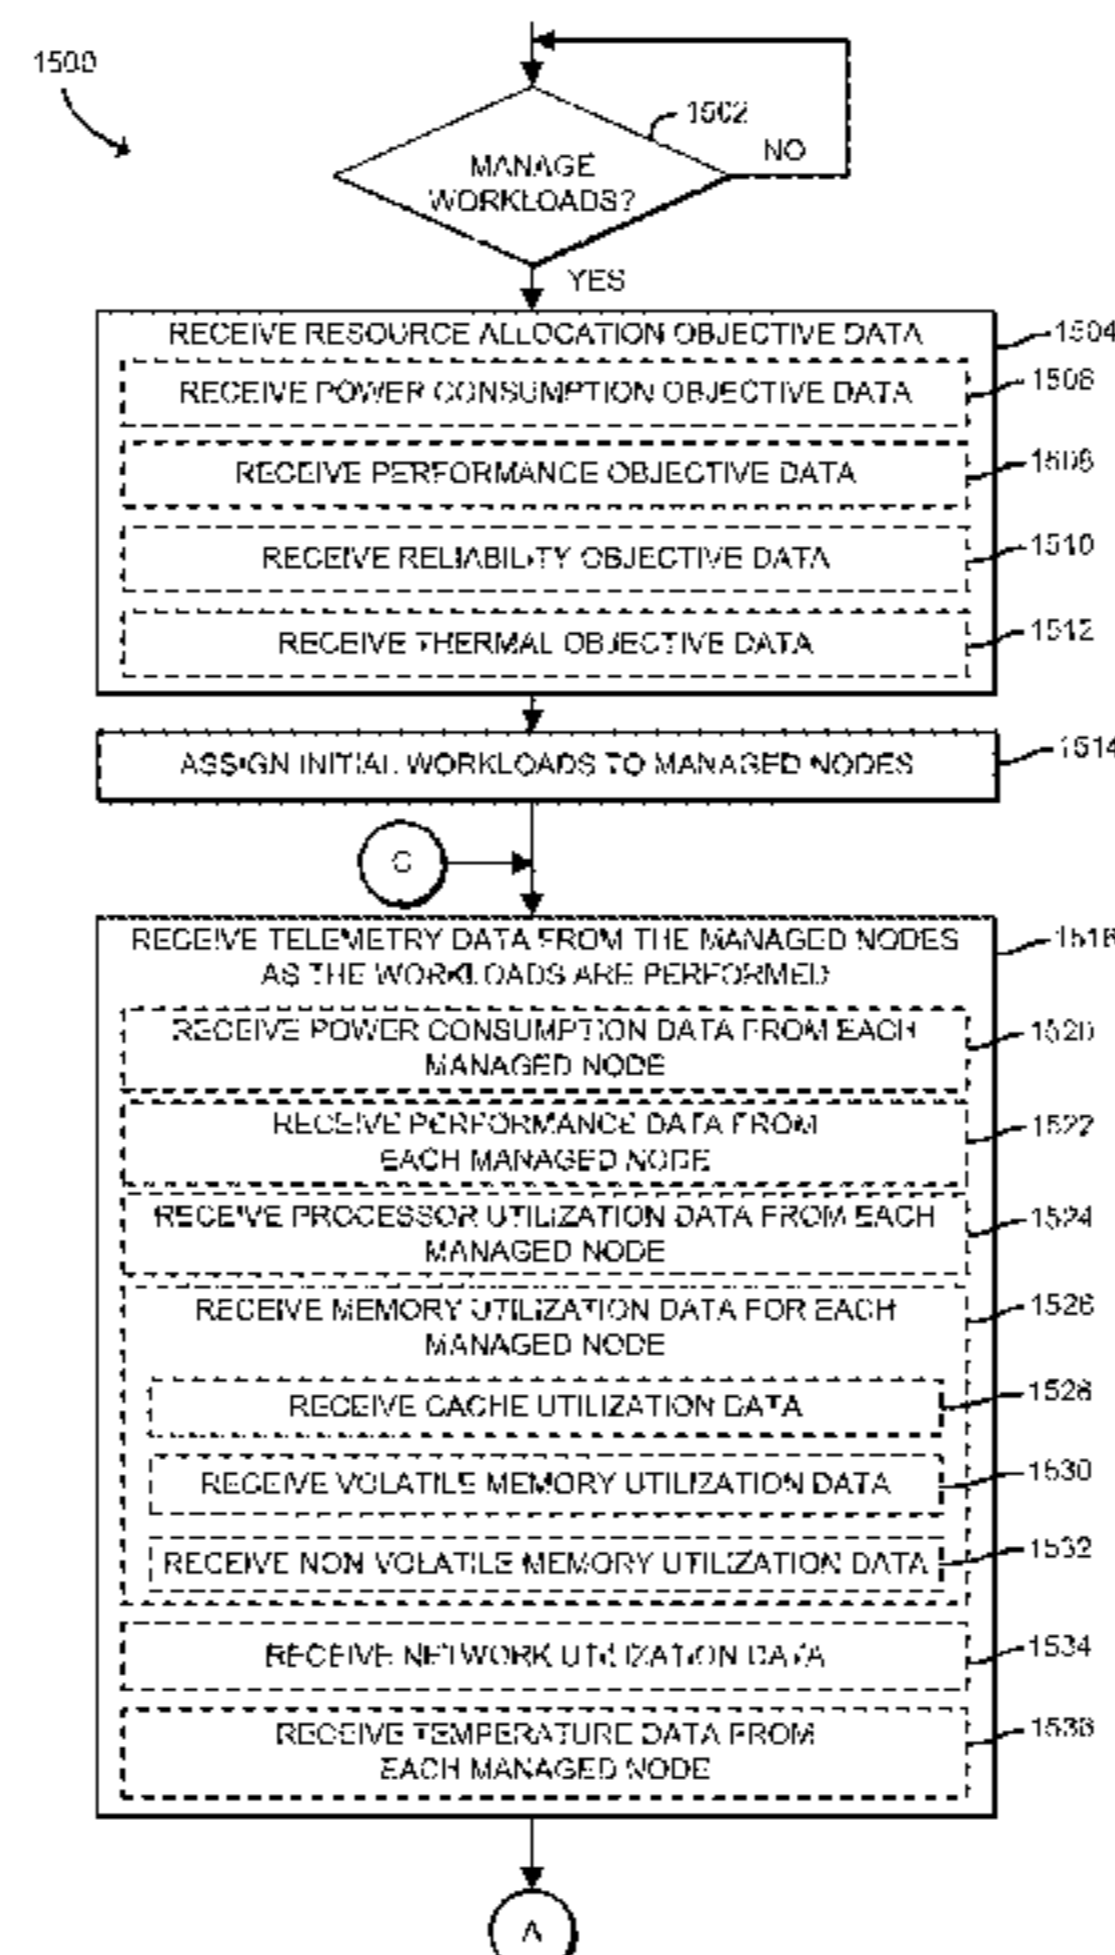 1500
1502
MANAGE
WORKLOADS?
NO
YES
RECEIVE RESOURCE ALLOCATION OBJECTIVE DATA
1504
RECEIVE POWER CONSUMPTION OBJECTIVE DATA
1506
RECEIVE PERFORMANCE OBJECTIVE DATA
1508
RECEIVE RELIABILITY OBJECTIVE DATA
1510
RECEIVE THERMAL OBJECTIVE DATA
1512
ASSIGN INITIAL WORKLOADS TO MANAGED NODES
1514
C
RECEIVE TELEMETRY DATA FROM THE MANAGED NODES
AS THE WORKLOADS ARE PERFORMED
RECEIVE POWER CONSUMPTION DATA FROM EACH
MANAGED NODE
1520
RECEIVE PERFORMANCE DATA FROM
EACH MANAGED NODE
1522
RECEIVE PROCESSOR UTILIZATION DATA FROM EACH
MANAGED NODE
1524
RECEIVE MEMORY UTILIZATION DATA FOR EACH
MANAGED NODE
1526
RECEIVE CACHE UTILIZATION DATA
1528
RECEIVE VOLATILE MEMORY UTILIZATION DATA
1530
RECEIVE NON VOLATILE MEMORY UTILIZATION DATA
1532
RECEIVE NETWORK UTILIZATION DATA
1534
RECEIVE TEMPERATURE DATA FROM
EACH MANAGED NODE
1536
A